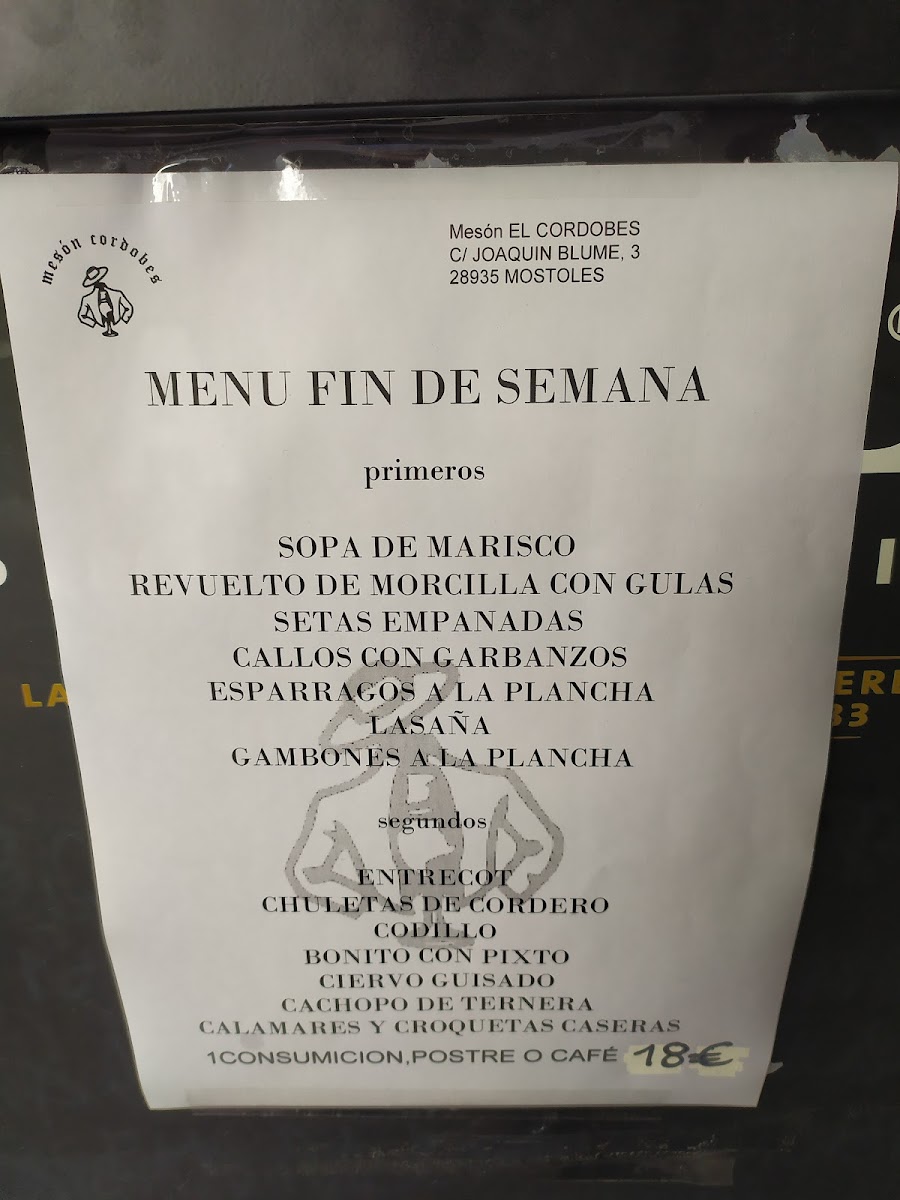 mesón cordobes
Mesón EL CORDOBES
C/ JOAQUIN BLUME, 3
28935 MOSTOLES
MENU FIN DE SEMANA
primeros
SOPA DE MARISCO
REVUELTO DE MORCILLA CON GULAS
SETAS EMPANADAS
CALLOS CON GARBANZOS
ESPARRAGOS A LA PLANCHA
LASAÑA
GAMBONES A LA PLANCHA
segundos
ENTRECOT
CHULETAS DE CORDERO
CODILLO
BONITO CON PIXTO
CIERVO GUISADO
CACHOPO DE TERNERA
CALAMARES Y CROQUETAS CASERAS
1CONSUMICION,POSTRE O CAFÉ 18€